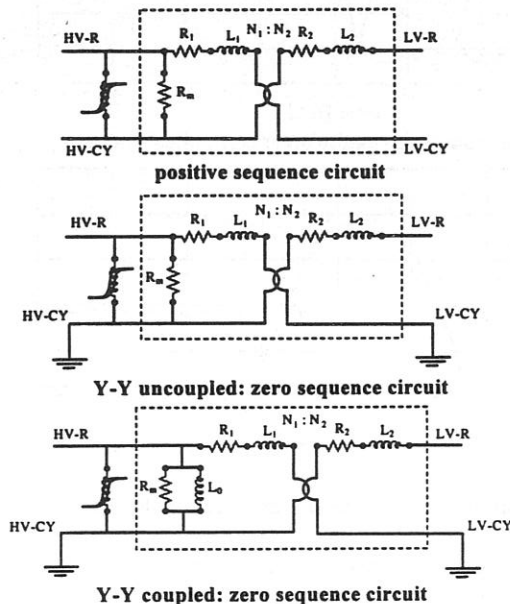 HV-R
R1
L1
N1 : N2
R2
L2
LV-R
Rm
HV-CY
LV-CY
positive sequence circuit
HV-R
R1
L1
N1 : N2
R2
L2
LV-R
Rm
HV-CY
LV-CY
Y-Y uncoupled: zero sequence circuit
HV-R
R1
L1
N1 : N2
R2
L2
LV-R
Rm
L0
HV-CY
LV-CY
Y-Y coupled: zero sequence circuit